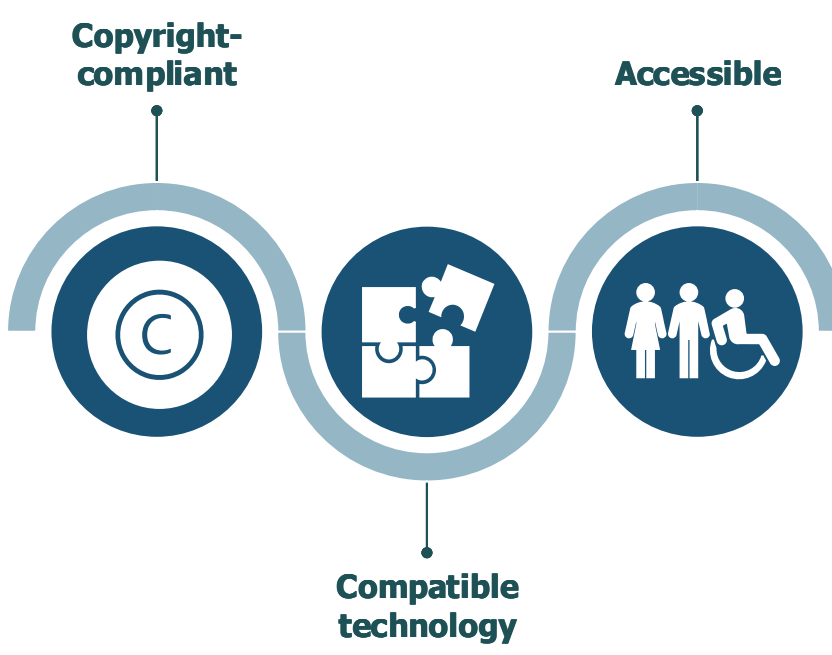 Copyright-
compliant
Accessible
C
Compatible
technology